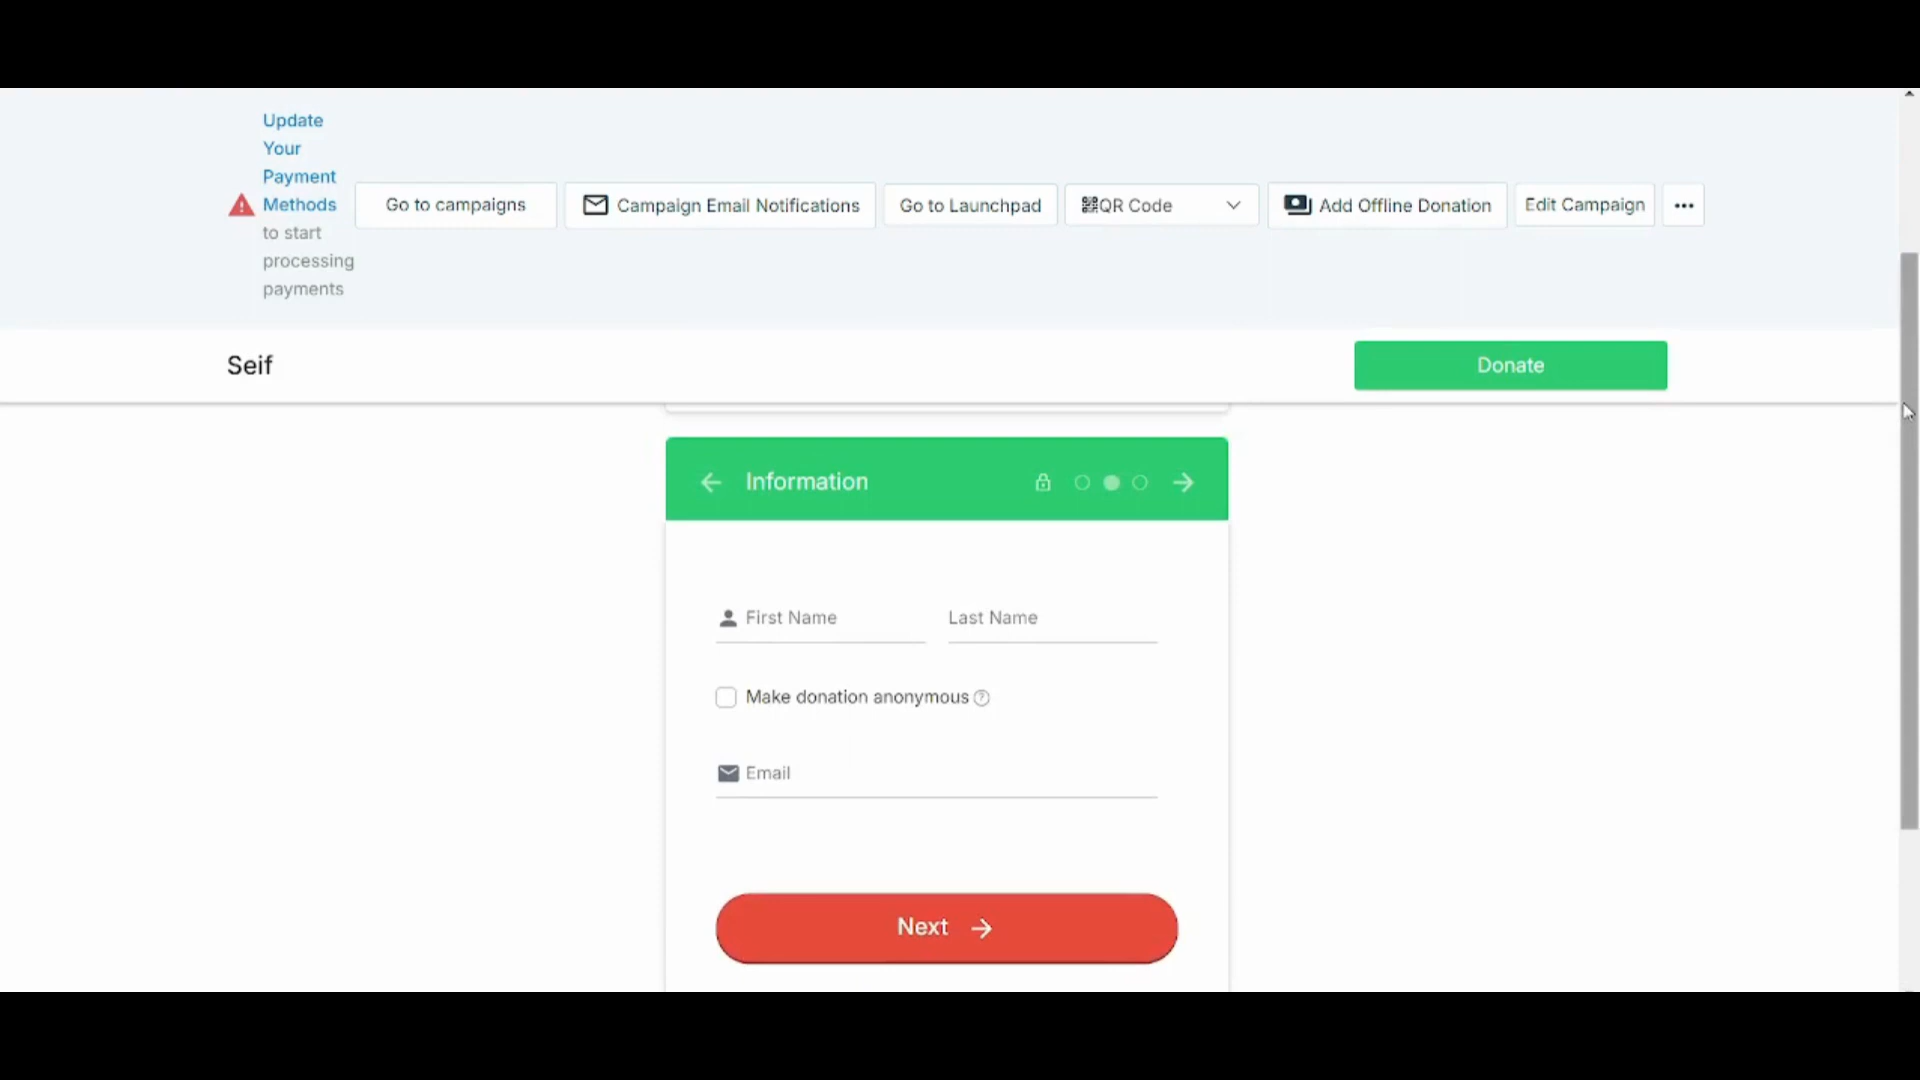 Update
Your
Payment
Methods
to start
processing
payments
Go to campaigns
Campaign Email Notifications
Go to Launchpad
QR Code
Add Offline Donation
Edit Campaign
Seif
Donate
Information
First Name
Last Name
Make donation anonymous
Email
Next